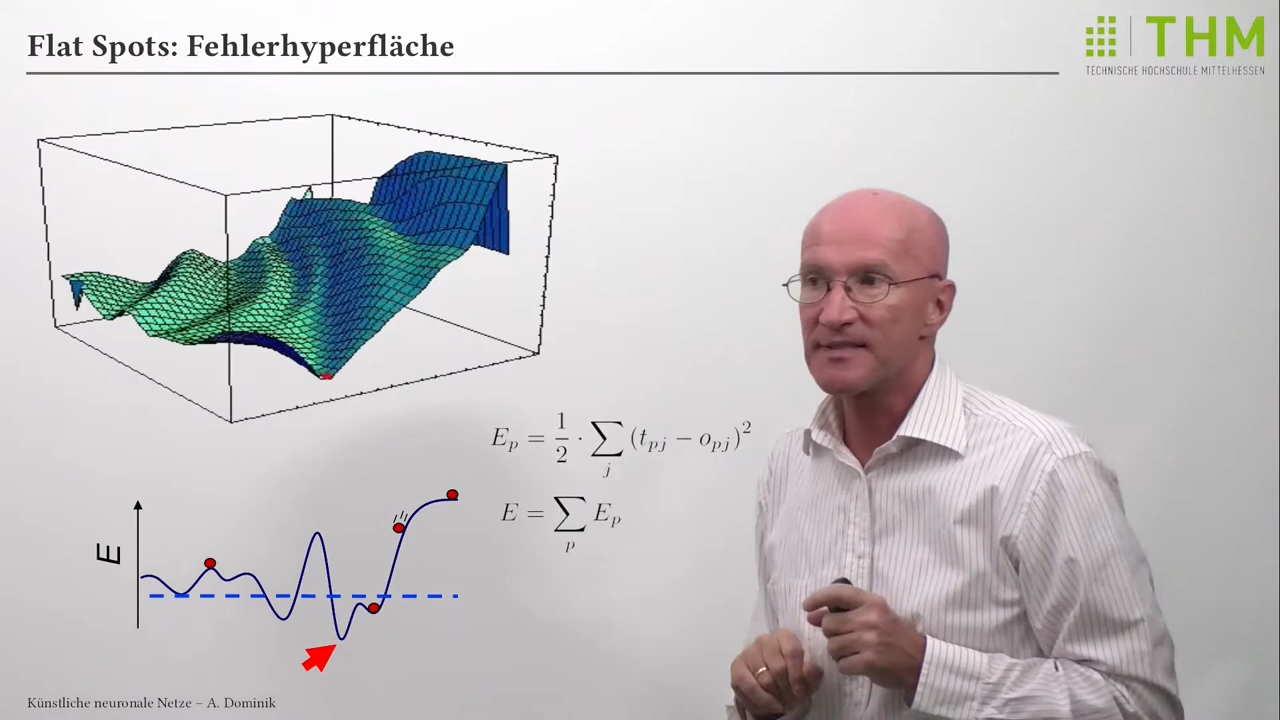 Flat Spots: Fehlerhyperfläche
THM
TECHNISCHE HOCHSCHULE MITTELHESSEN
E_p = 1/2 · ∑_j (t_pj − o_pj)^2
E = ∑_p E_p
E
Künstliche neuronale Netze – A. Dominik